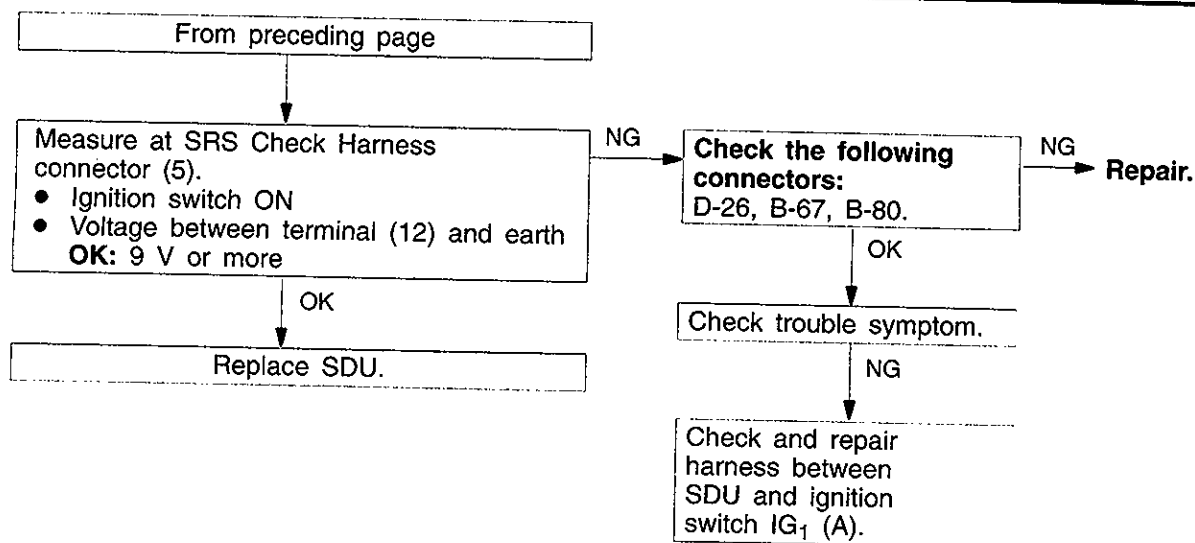 From preceding page
Measure at SRS Check Harness
connector (5).
● Ignition switch ON
● Voltage between terminal (12) and earth
OK: 9 V or more
NG
Check the following
connectors:
D-26, B-67, B-80.
NG
Repair.
OK
Replace SDU.
OK
Check trouble symptom.
NG
Check and repair
harness between
SDU and ignition
switch IG₁ (A).